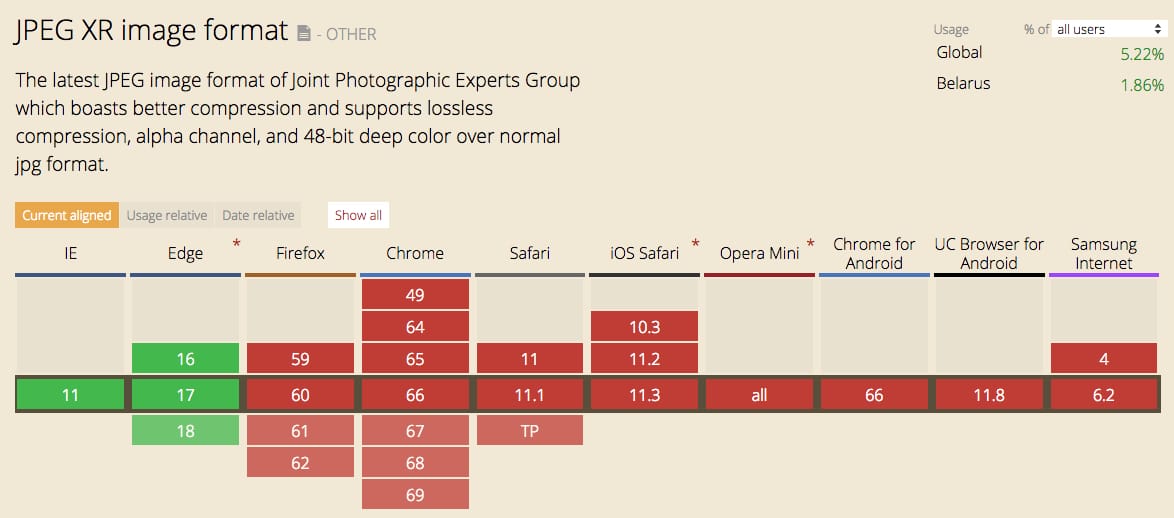 JPEG XR image format - OTHER
Usage % of all users
Global 5.22%
Belarus 1.86%
The latest JPEG image format of Joint Photographic Experts Group
which boasts better compression and supports lossless
compression, alpha channel, and 48-bit deep color over normal
jpg format.
Current aligned Usage relative Date relative Show all
IE Edge * Firefox Chrome Safari iOS Safari * Opera Mini * Chrome for Android UC Browser for Android Samsung Internet
49
64 10.3
16 59 65 11 11.2 4
11 17 60 66 11.1 11.3 all 66 11.8 6.2
18 61 67 TP
62 68
69